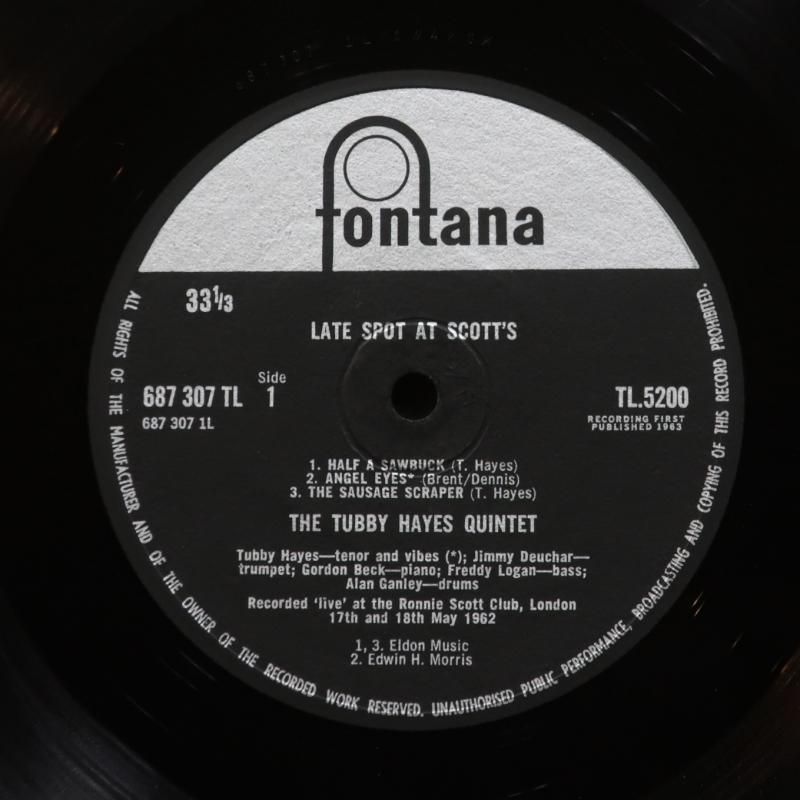 fontana
33⅓
LATE SPOT AT SCOTT'S
687 307 TL
Side
1
TL.5200
687 307 1L
RECORDING FIRST
PUBLISHED 1963
1. HALF A SAWBUCK (T. Hayes)
2. ANGEL EYES* (Brent/Dennis)
3. THE SAUSAGE SCRAPER (T. Hayes)
THE TUBBY HAYES QUINTET
Tubby Hayes—tenor and vibes (*); Jimmy Deuchar—
trumpet; Gordon Beck—piano; Freddy Logan—bass;
Alan Ganley—drums
Recorded 'live' at the Ronnie Scott Club, London
17th and 18th May 1962
1, 3. Eldon Music
2. Edwin H. Morris
ALL RIGHTS OF THE MANUFACTURER AND OF THE OWNER OF THE RECORDED WORK RESERVED. UNAUTHORISED PUBLIC PERFORMANCE, BROADCASTING AND COPYING OF THIS RECORD PROHIBITED.